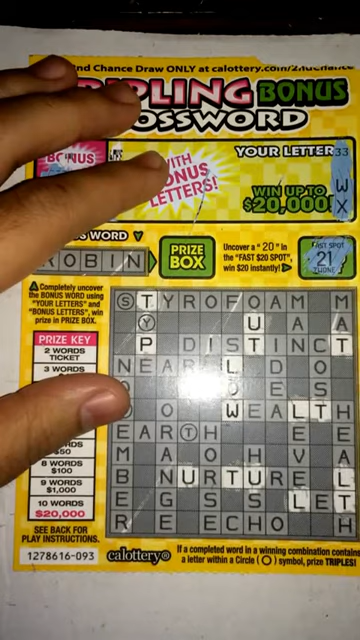 2nd Chance Draw ONLY at calottery.com/2ndchance
TRIPLING BONUS
CROSSWORD
BONUS
WITH
BONUS
LETTERS!
YOUR LETTERS
33
WIN UP TO
$20,000!
W
X
WORD
ROBIN
PRIZE
BOX
Uncover a "20" in
the "FAST $20 SPOT",
win $20 instantly!
FAST SPOT
21
TWONE
Completely uncover
the BONUS WORD using
"YOUR LETTERS" and
"BONUS LETTERS", win
prize in PRIZE BOX.
PRIZE KEY
2 WORDS
TICKET
3 WORDS
$50
8 WORDS
$100
9 WORDS
$1,000
10 WORDS
$20,000
SEE BACK FOR
PLAY INSTRUCTIONS.
STYROFOAM M
Y U A A
P DISTINCT
NEAR
WEALTH
EARTH E E
M A O H V A
B NURTURE L
E G S S LET
R E ECHO H
1278616-093
calottery
If a completed word in a winning combination contains
a letter within a Circle (O) symbol, prize TRIPLES!